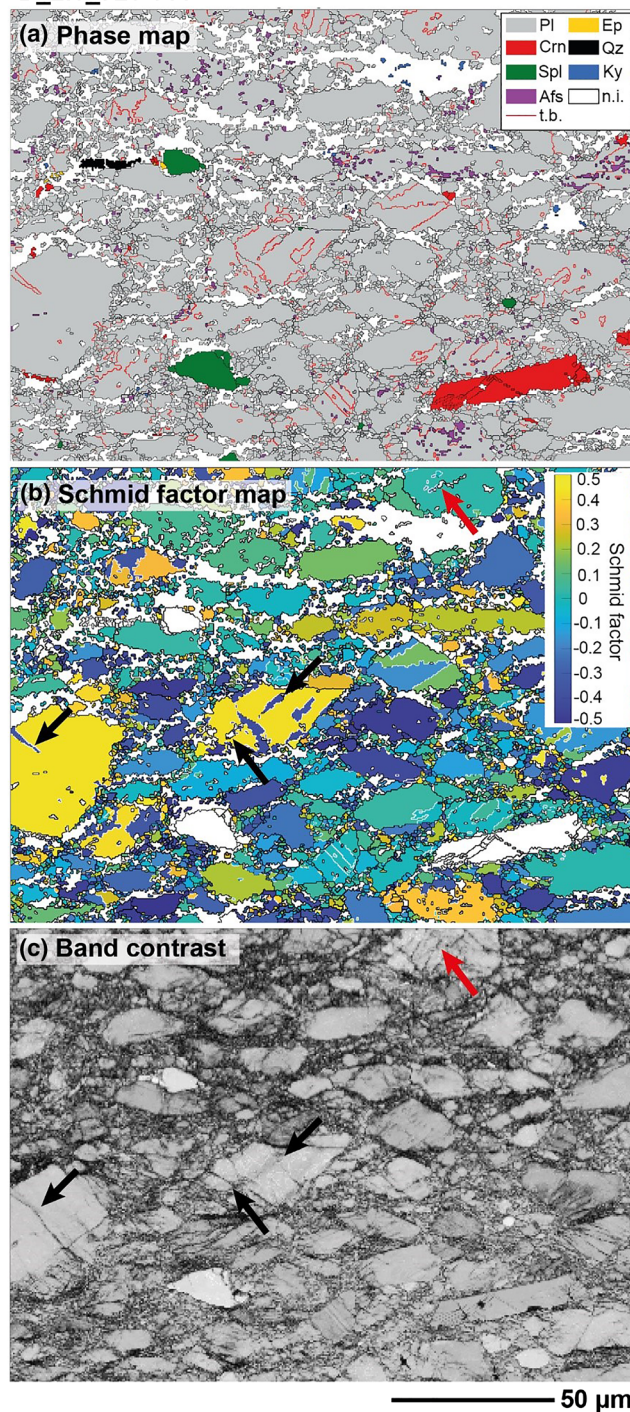 (a) Phase map
Pl
Ep
Crn
Qz
Spl
Ky
Afs
n.i.
t.b.
(b) Schmid factor map
0.5
0.4
0.3
0.2
0.1
0
-0.1
-0.2
-0.3
-0.4
-0.5
Schmid factor
(c) Band contrast
50 μm